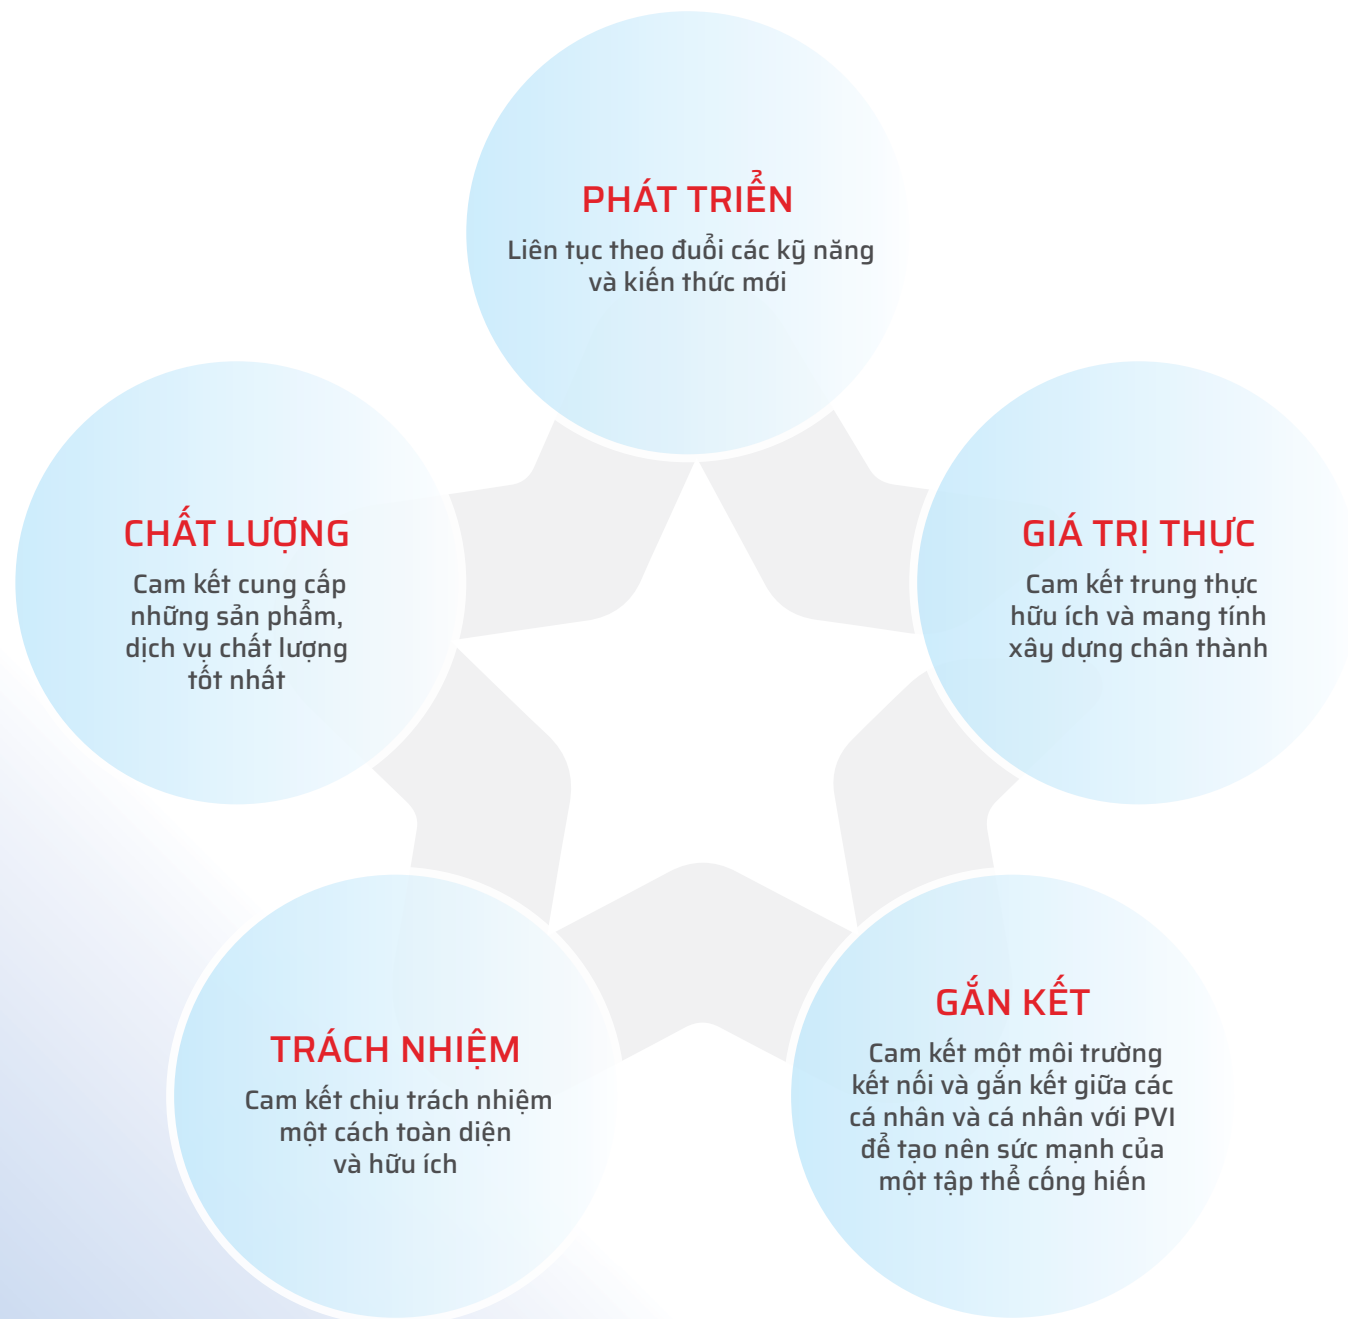 PHÁT TRIỂN
Liên tục theo đuổi các kỹ năng
và kiến thức mới
CHẤT LƯỢNG
Cam kết cung cấp
những sản phẩm,
dịch vụ chất lượng
tốt nhất
GIÁ TRỊ THỰC
Cam kết trung thực
hữu ích và mang tính
xây dựng chân thành
TRÁCH NHIỆM
Cam kết chịu trách nhiệm
một cách toàn diện
và hữu ích
GẮN KẾT
Cam kết một môi trường
kết nối và gắn kết giữa các
cá nhân và cá nhân với PVI
để tạo nên sức mạnh của
một tập thể cống hiến